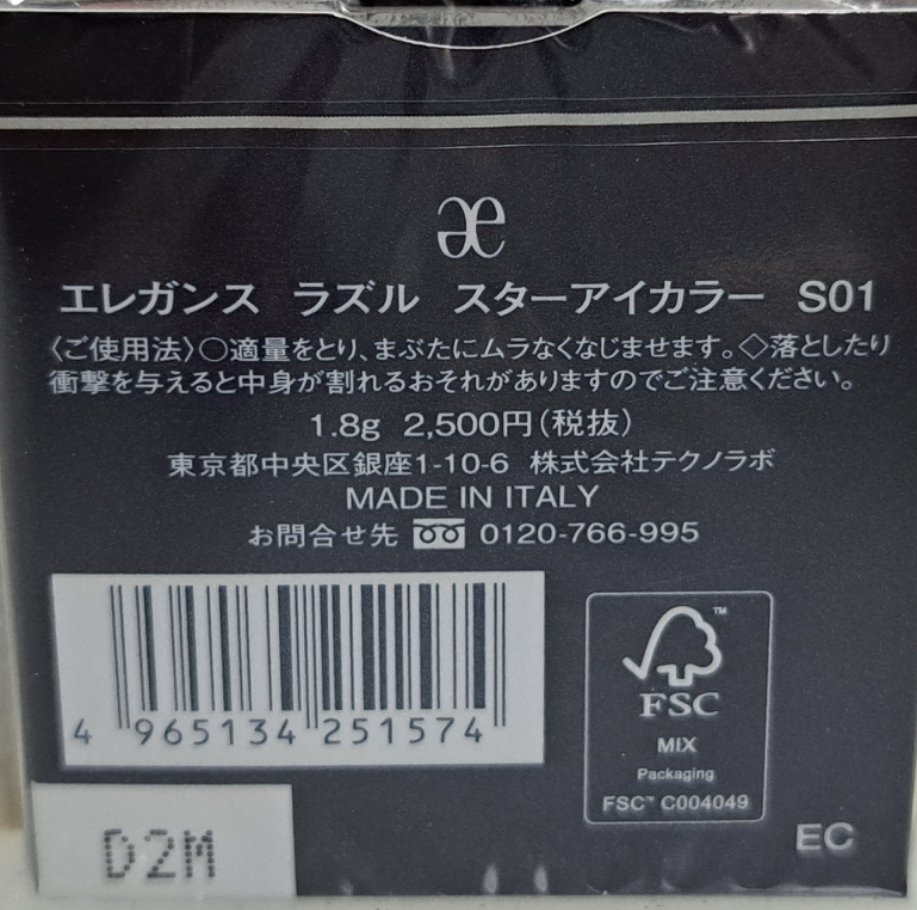 æ
エレガンス ラズル スターアイカラー S01
〈ご使用法〉○適量をとり、まぶたにムラなくなじませます。◇落としたり
衝撃を与えると中身が割れるおそれがありますのでご注意ください。
1.8g 2,500円(税抜)
東京都中央区銀座1-10-6 株式会社テクノラボ
MADE IN ITALY
お問合せ先 0120-766-995
4 965134 251574
™
FSC
MIX
Packaging
FSC™ C004049
EC
D2M